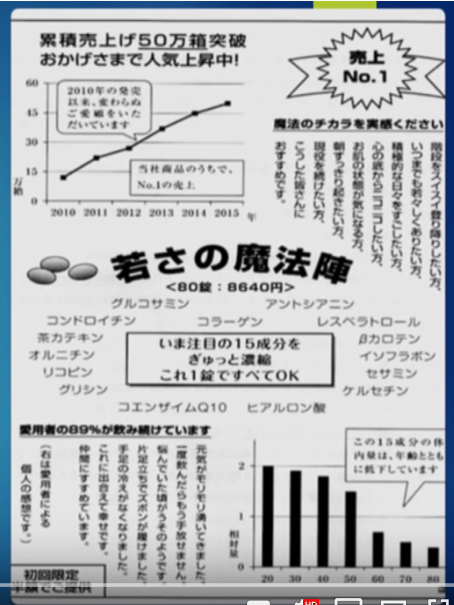 累積売上げ50万箱突破
おかげさまで人気上昇中!
売上
No.1
60
45
30
15
0
万箱
2010年の発売
以来、変わらぬ
ご愛顧をいた
だいています
当社商品のうちで、
No.1の売上
2010 2011 2012 2013 2014 2015 年
魔法のチカラを実感ください
階段をスイスイ登り降りしたい方、
いつまでも若々しくありたい方、
積極的な日々をすごしたい方、
心の底からニコニコしたい方、
お肌の状態が気になる方、
朝すっきり起きたい方、
現役を続けたい方、
こうした皆さんに
おすすめです。
若さの魔法陣
<80錠:8640円>
グルコサミン アントシアニン
コンドロイチン コラーゲン レスベラトロール
茶カテキン βカロテン
オルニチン イソフラボン
リコピン セサミン
グリシン ケルセチン
いま注目の15成分を
ぎゅっと濃縮
これ1錠ですべてOK
コエンザイムQ10 ヒアルロン酸
愛用者の89%が飲み続けています
元気がモリモリ湧いてきました。
一度飲んだらもう手放せません。
悩んでいた頃がうそのようです。
片足立ちでズボンが履けました。
手足の冷えがなくなりました。
これに出合えて幸せです。
仲間にすすめています。
(右は愛用者による
個人の感想です。)
初回限定
半額でご提供
この15成分の体
内量は、年齢ととも
に低下しています
2
1
0
相対量
20 30 40 50 60 70 80